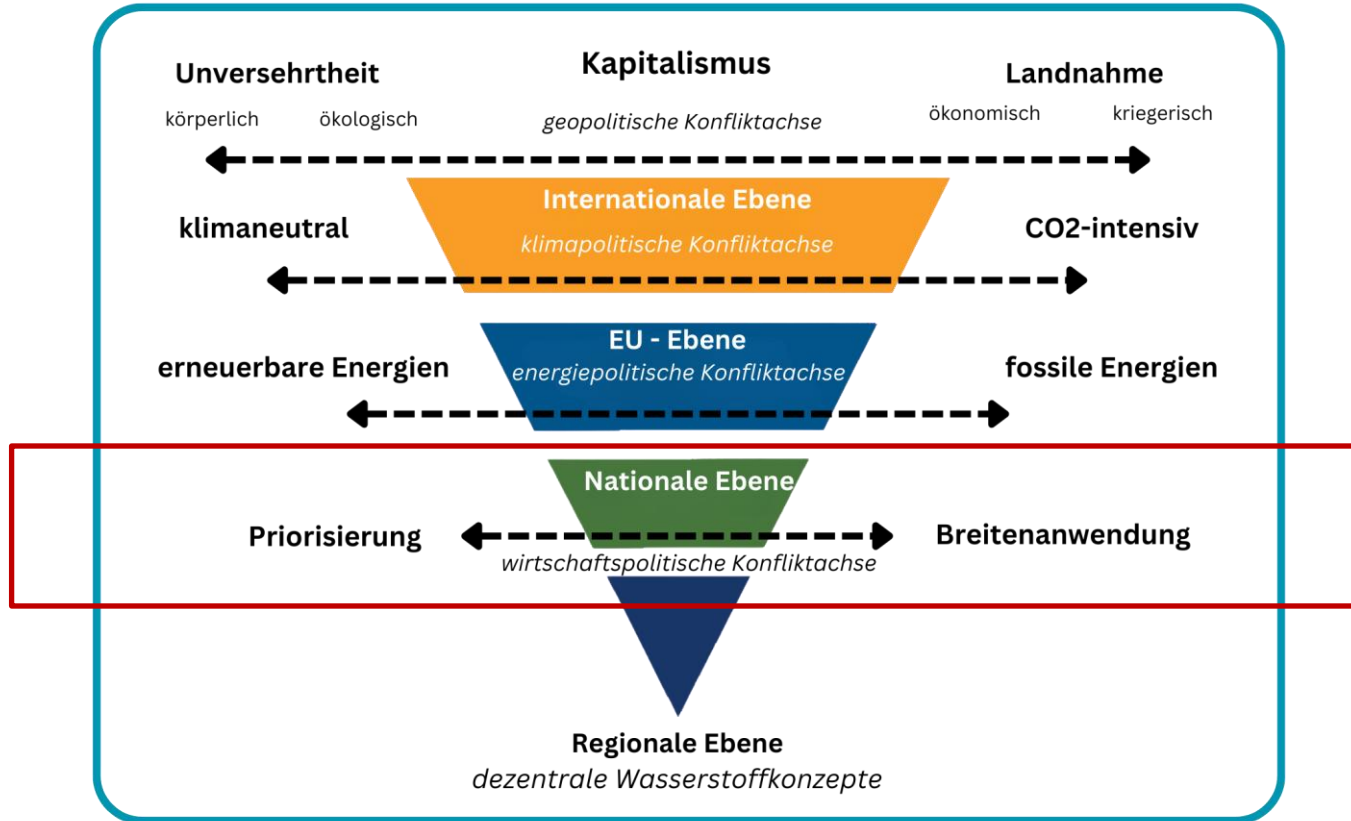 Unversehrtheit
Kapitalismus
Landnahme
körperlich
ökologisch
geopolitische Konfliktachse
ökonomisch
kriegerisch
Internationale Ebene
klimaneutral
klimapolitische Konfliktachse
CO2-intensiv
EU - Ebene
erneuerbare Energien
energiepolitische Konfliktachse
fossile Energien
Nationale Ebene
Priorisierung
Breitenanwendung
wirtschaftspolitische Konfliktachse
Regionale Ebene
dezentrale Wasserstoffkonzepte